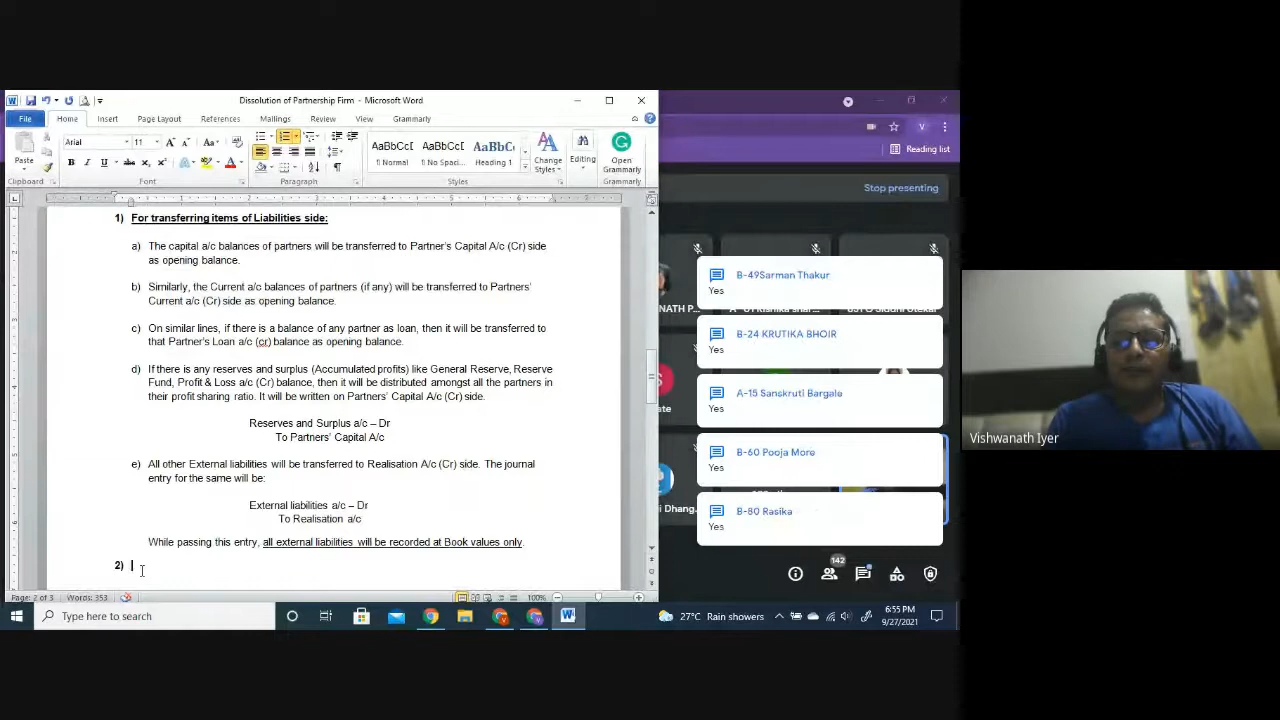 Dissolution of Partnership Firm - Microsoft Word
File Home Insert Page Layout References Mailings Review View Grammarly
Arial 11
AaBbCcI AaBbCcI AaBbC
Paste ¶ Normal ¶ No Spaci... Heading 1 Change Styles Editing Open Grammarly
Clipboard Font Paragraph Styles Grammarly
1) For transferring items of Liabilities side:
a) The capital a/c balances of partners will be transferred to Partner's Capital A/c (Cr) side
as opening balance.
b) Similarly, the Current a/c balances of partners (if any) will be transferred to Partners'
Current a/c (Cr) side as opening balance.
c) On similar lines, if there is a balance of any partner as loan, then it will be transferred to
that Partner's Loan a/c (cr) balance as opening balance.
d) If there is any reserves and surplus (Accumulated profits) like General Reserve, Reserve
Fund, Profit & Loss a/c (Cr) balance, then it will be distributed amongst all the partners in
their profit sharing ratio. It will be written on Partners' Capital A/c (Cr) side.
Reserves and Surplus a/c – Dr
To Partners' Capital A/c
e) All other External liabilities will be transferred to Realisation A/c (Cr) side. The journal
entry for the same will be:
External liabilities a/c – Dr
To Realisation a/c
While passing this entry, all external liabilities will be recorded at Book values only.
2)
Page: 2 of 3 Words: 353 100%
V
Reading list
Stop presenting
B-49Sarman Thakur
Yes
B-24 KRUTIKA BHOIR
Yes
A-15 Sanskruti Bargale
Yes
B-60 Pooja More
Yes
B-80 Rasika
Yes
142
Vishwanath Iyer
Type here to search
27°C Rain showers
6:55 PM
9/27/2021